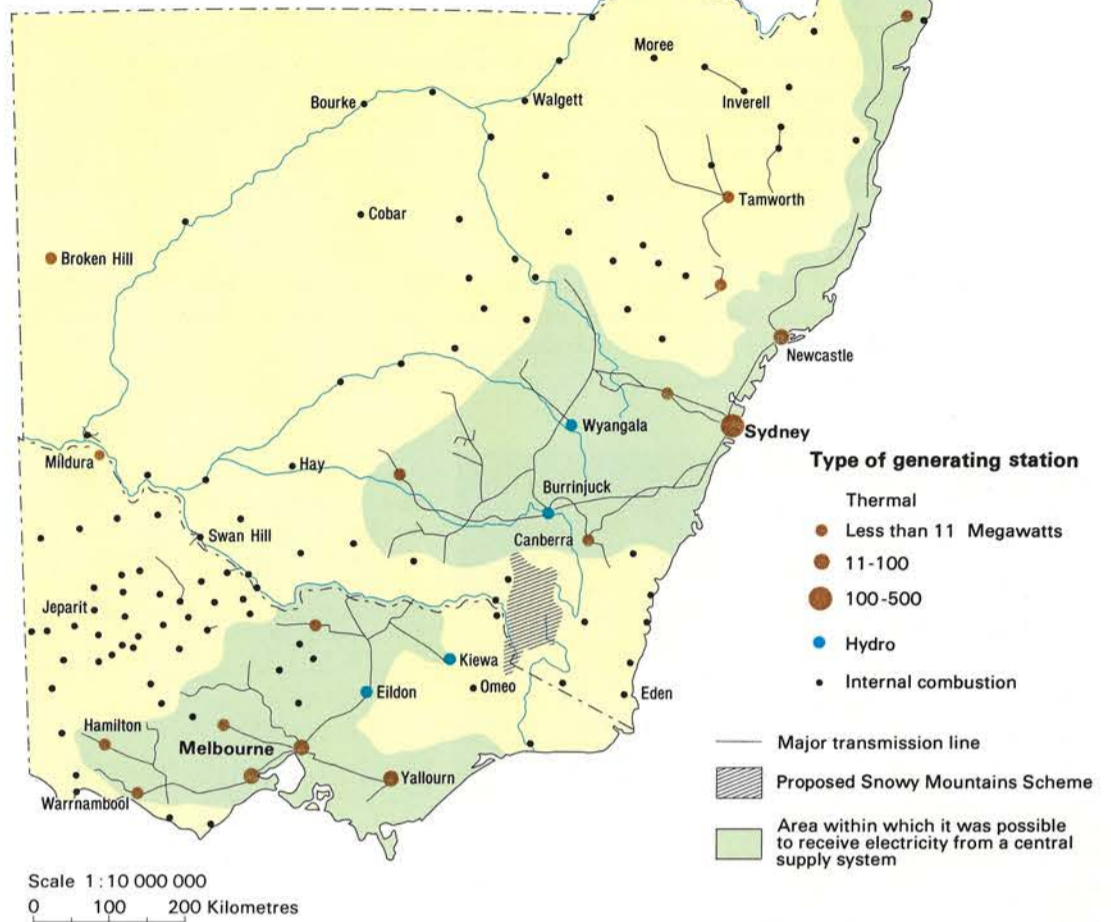 Moree
Bourke
Walgett
Inverell
Tamworth
Cobar
Broken Hill
Newcastle
Wyangala
Sydney
Mildura
Hay
Burrinjuck
Swan Hill
Canberra
Jeparit
Kiewa
Omeo
Eildon
Eden
Hamilton
Melbourne
Yallourn
Warrnambool
Type of generating station
Thermal
Less than 11 Megawatts
11-100
100-500
Hydro
Internal combustion
Major transmission line
Proposed Snowy Mountains Scheme
Area within which it was possible
to receive electricity from a central
supply system
Scale 1:10 000 000
0 100 200 Kilometres